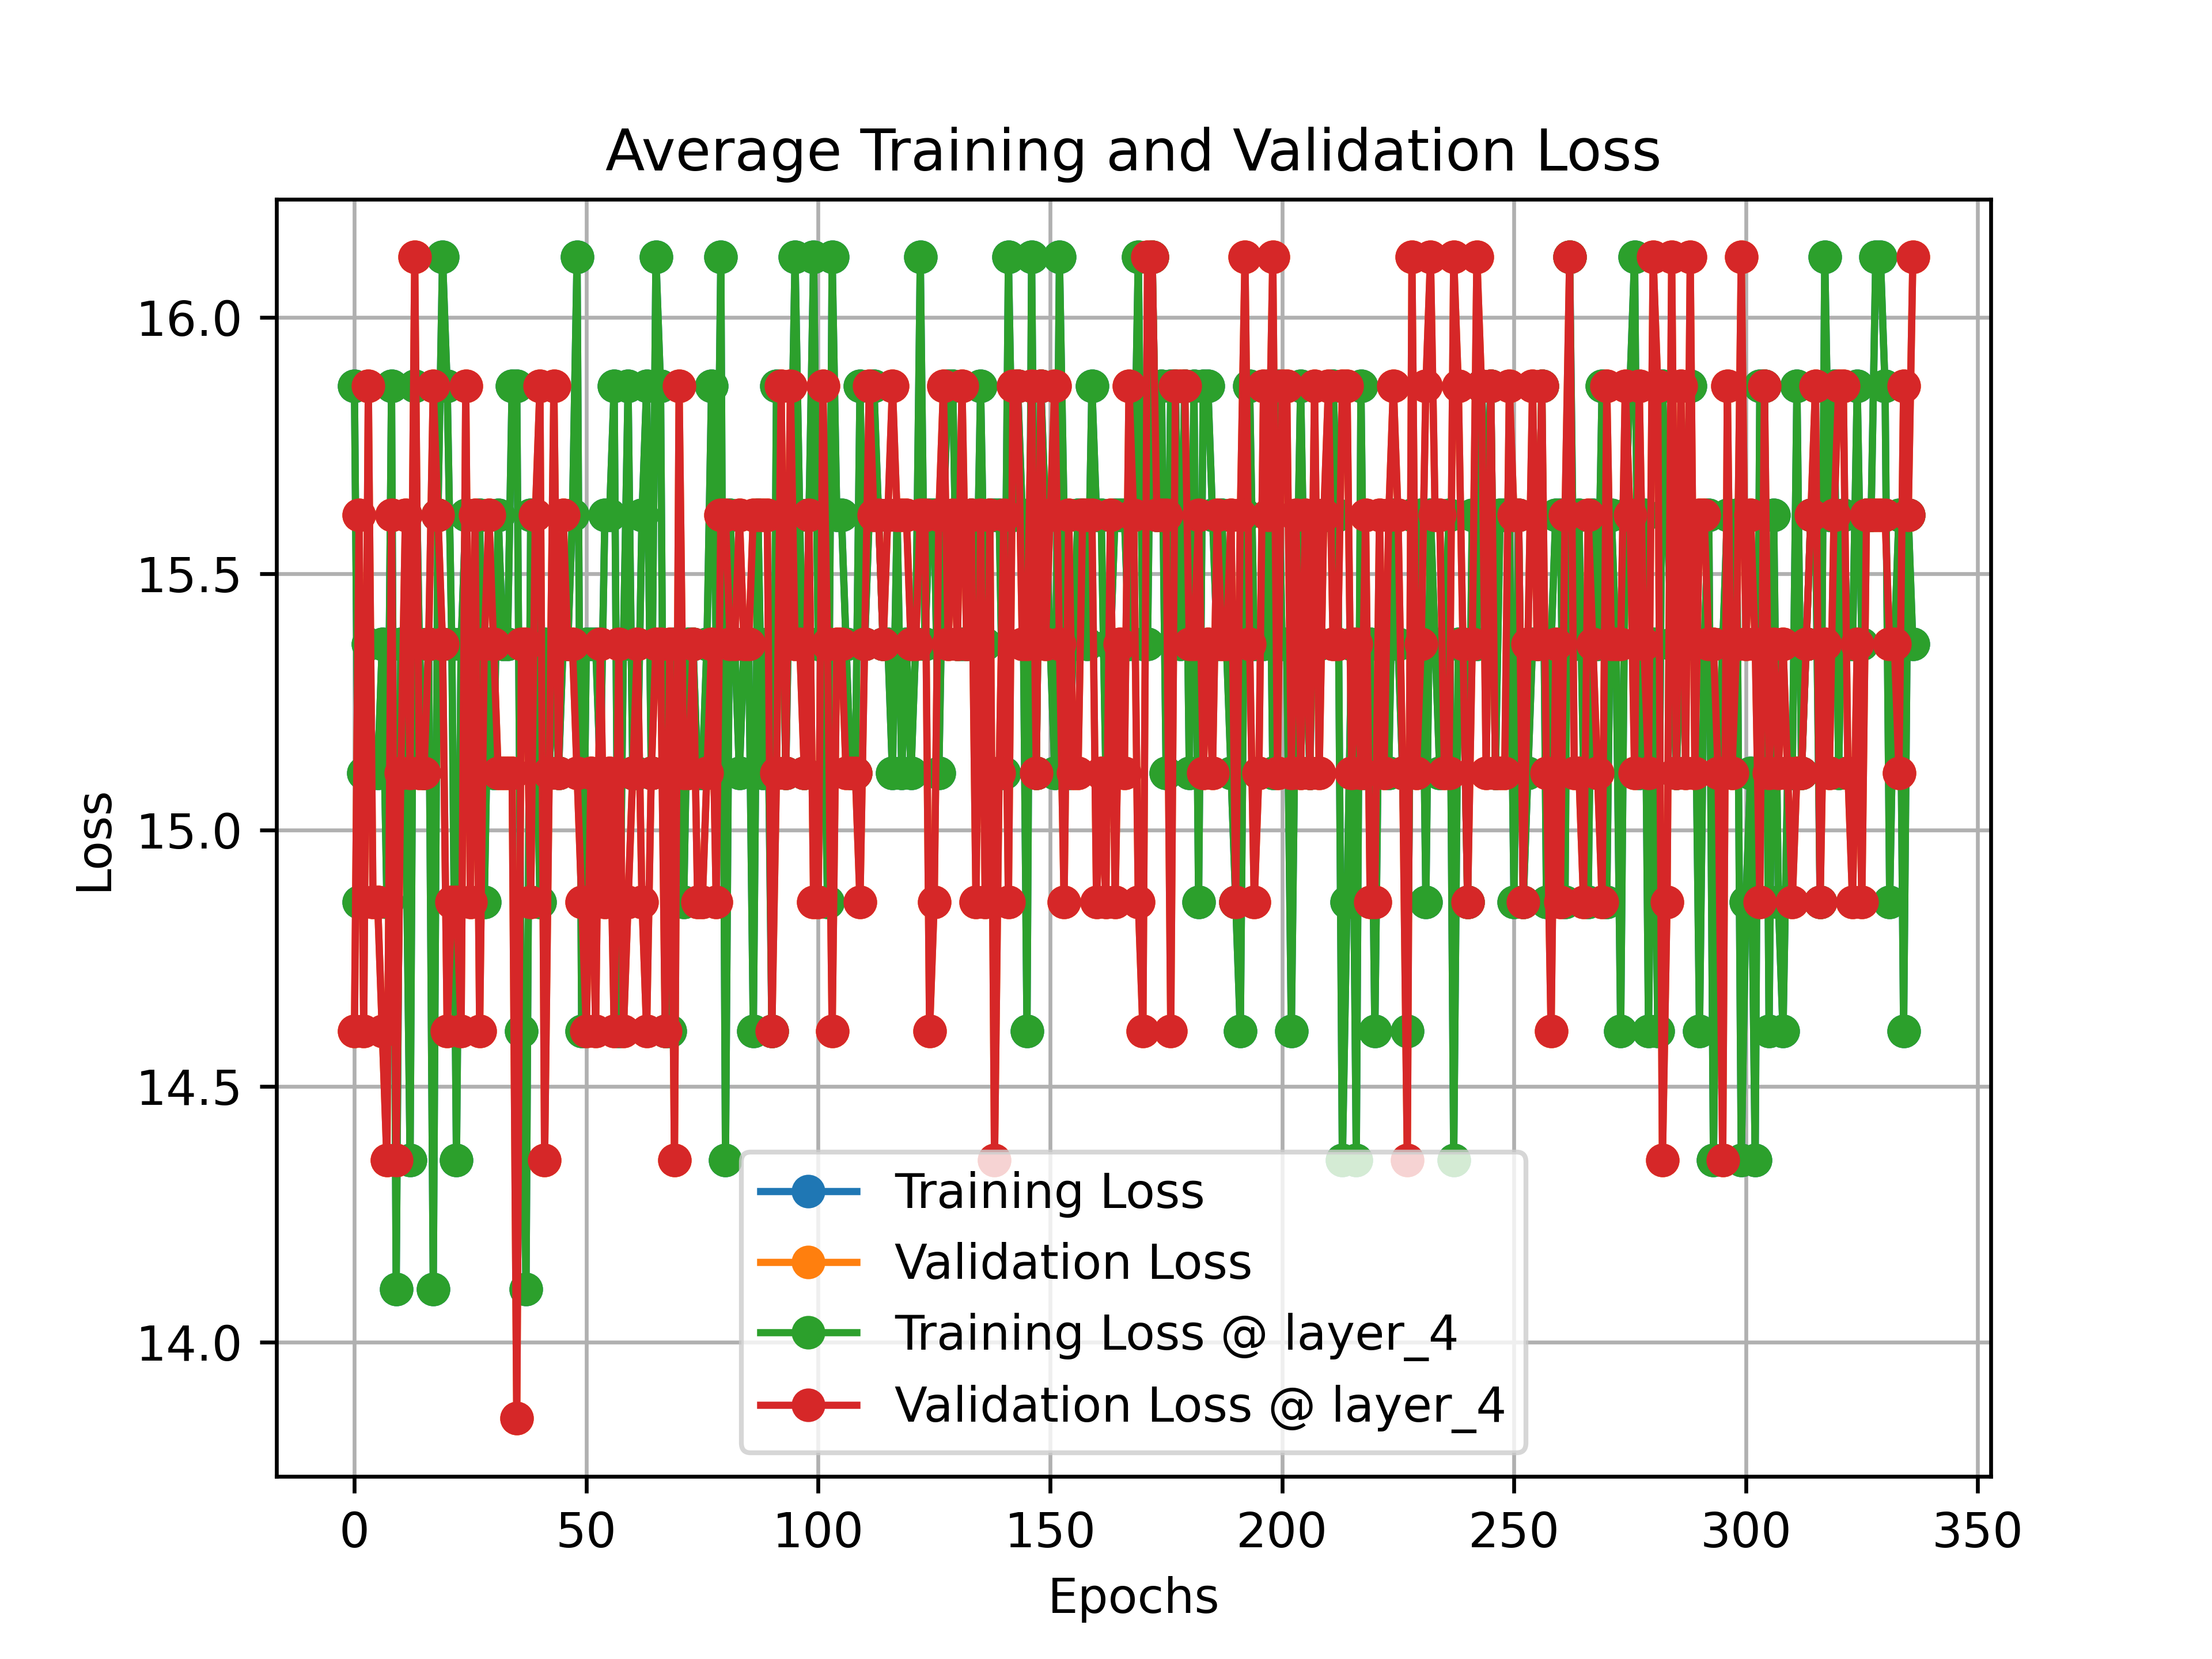 Average Training and Validation Loss
16.0
15.5
15.0
14.5
14.0
Loss
Training Loss
Validation Loss
Training Loss @ layer_4
Validation Loss @ layer_4
0 50 100 150 200 250 300 350
Epochs